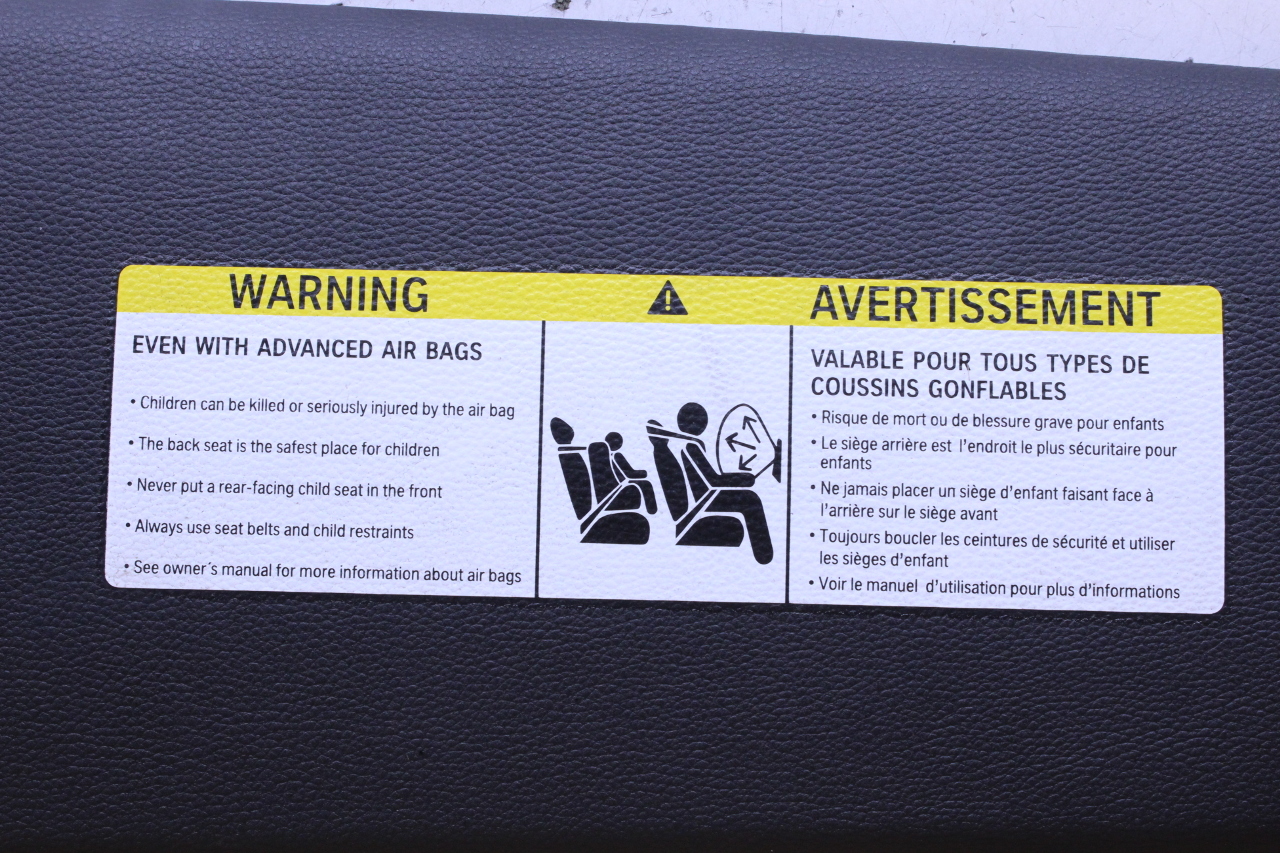 WARNING
EVEN WITH ADVANCED AIR BAGS
• Children can be killed or seriously injured by the air bag
• The back seat is the safest place for children
• Never put a rear-facing child seat in the front
• Always use seat belts and child restraints
• See owner´s manual for more information about air bags
AVERTISSEMENT
VALABLE POUR TOUS TYPES DE
COUSSINS GONFLABLES
• Risque de mort ou de blessure grave pour enfants
• Le siège arrière est l'endroit le plus sécuritaire pour
enfants
• Ne jamais placer un siège d'enfant faisant face à
l'arrière sur le siège avant
• Toujours boucler les ceintures de sécurité et utiliser
les sièges d'enfant
• Voir le manuel d'utilisation pour plus d'informations